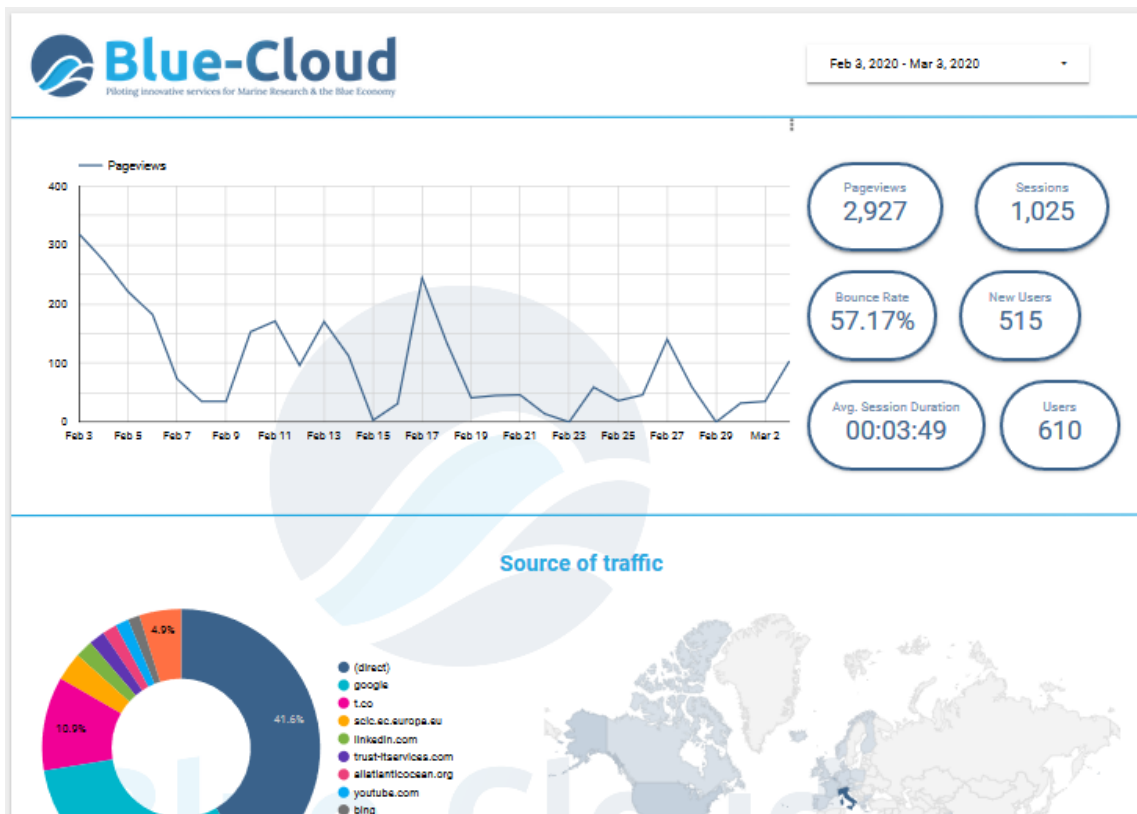 Blue-Cloud
Piloting innovative services for Marine Research & the Blue Economy
Feb 3, 2020 - Mar 3, 2020
Pageviews
400
300
200
100
0
Feb 3 Feb 5 Feb 7 Feb 9 Feb 11 Feb 13 Feb 15 Feb 17 Feb 19 Feb 21 Feb 23 Feb 25 Feb 27 Feb 29 Mar 2
Pageviews
2,927
Sessions
1,025
Bounce Rate
57.17%
New Users
515
Avg. Session Duration
00:03:49
Users
610
Source of traffic
4.9%
41.6%
10.9%
(direct)
google
t.co
scic.ec.europa.eu
linkedin.com
trust-itservices.com
allatlanticocean.org
youtube.com
bing